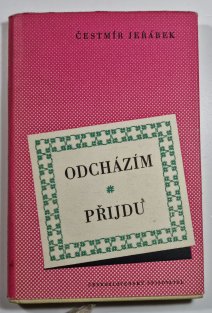 ČESTMÍR JEŘÁBEK
ODCHÁZÍM
*
PŘIJDU
ČESKOSLOVENSKÝ SPISOVATEL